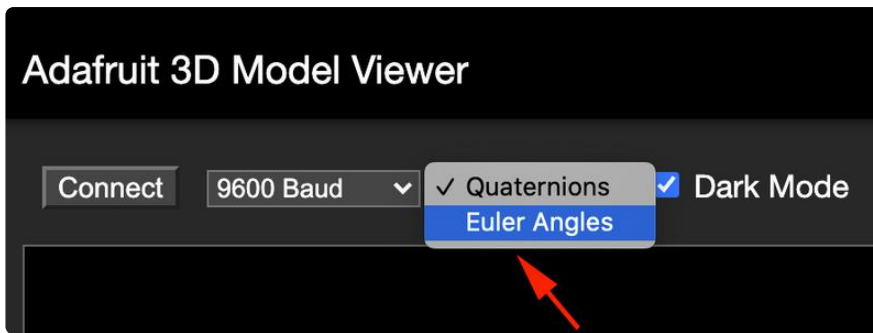 Adafruit 3D Model Viewer
Connect 9600 Baud ✓ Quaternions Dark Mode
Euler Angles